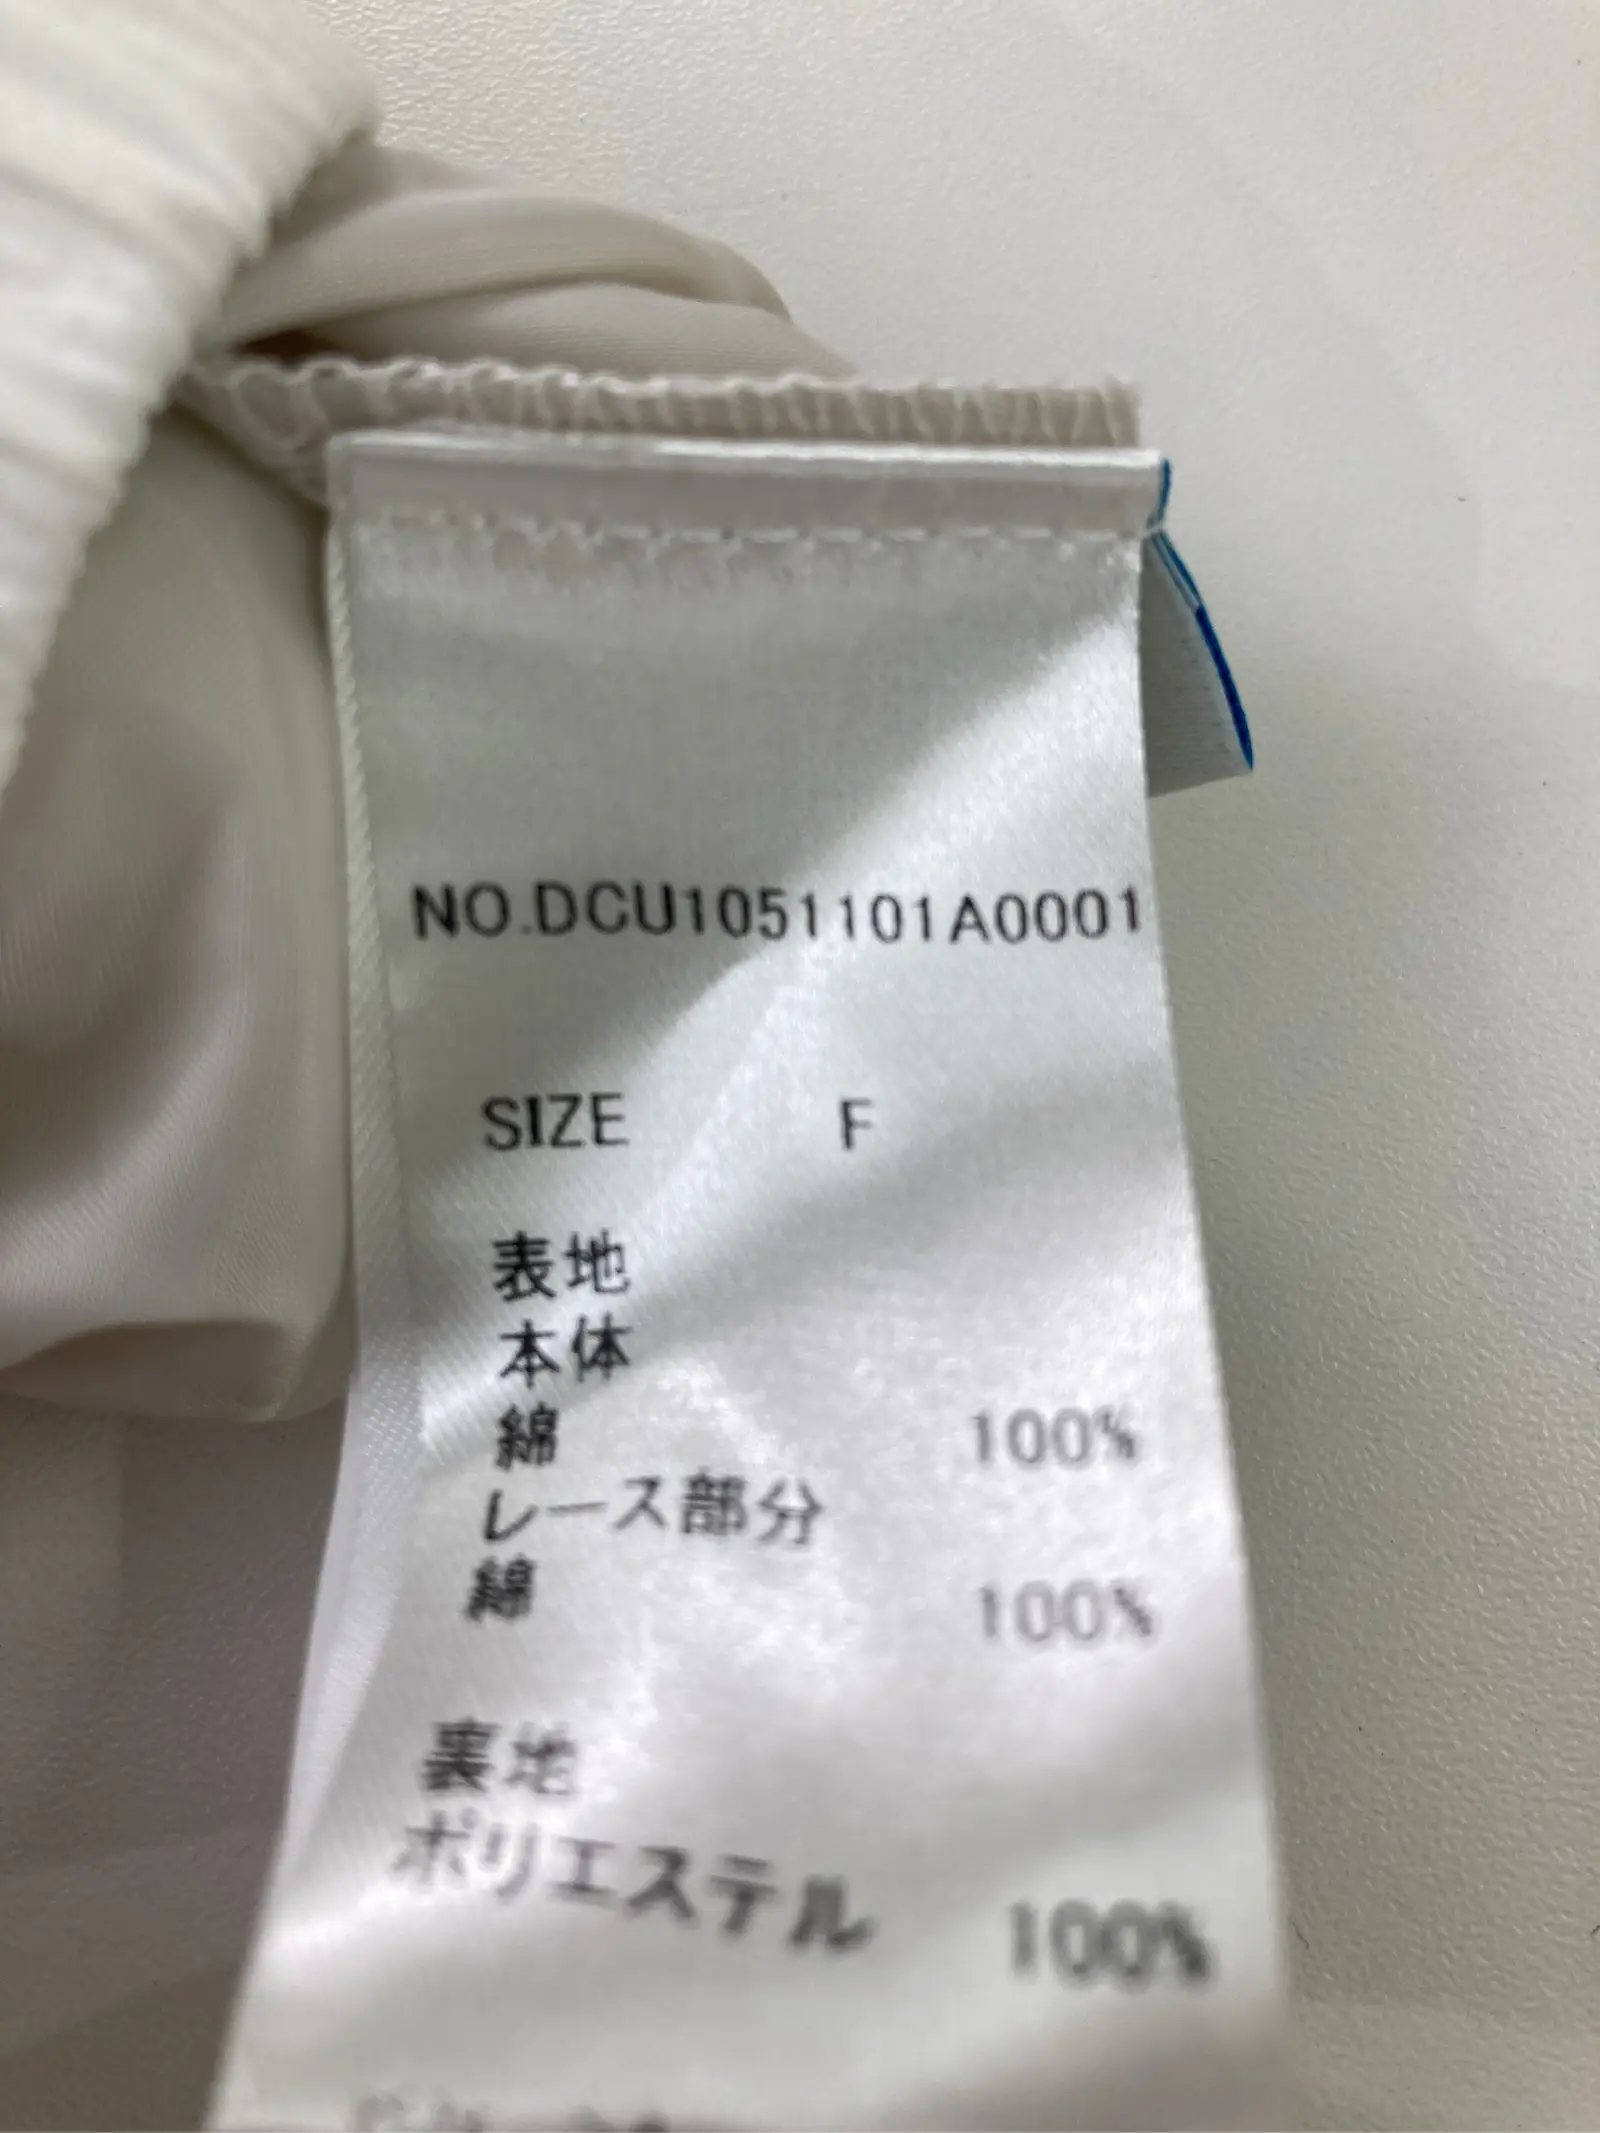 NO.DCU1051101A0001
SIZE F
表地
本体
綿 100%
レース部分
綿 100%
裏地
ポリエステル 100%